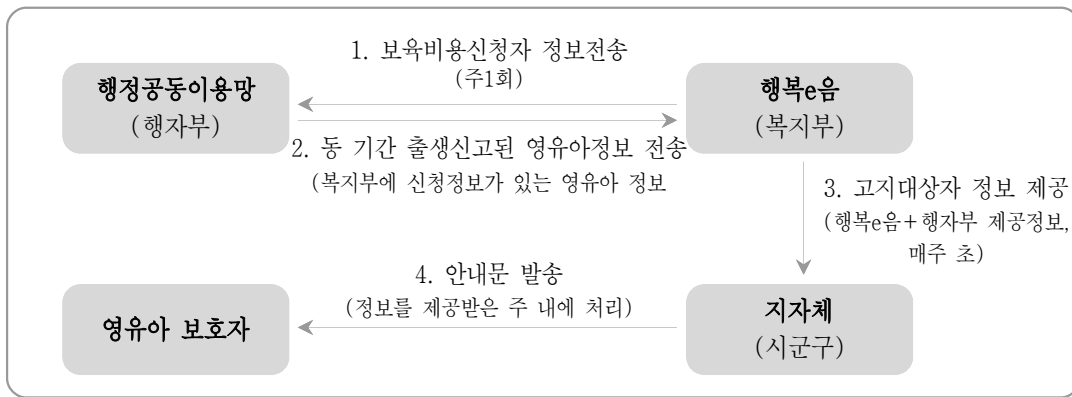 1. 보육비용신청자 정보전송
(주1회)
행정공동이용망
(행자부)
행복e음
(복지부)
2. 동 기간 출생신고된 영유아정보 전송
(복지부에 신청정보가 있는 영유아 정보
3. 고지대상자 정보 제공
(행복e음+행자부 제공정보,
매주 초)
4. 안내문 발송
(정보를 제공받은 주 내에 처리)
영유아 보호자
지자체
(시군구)